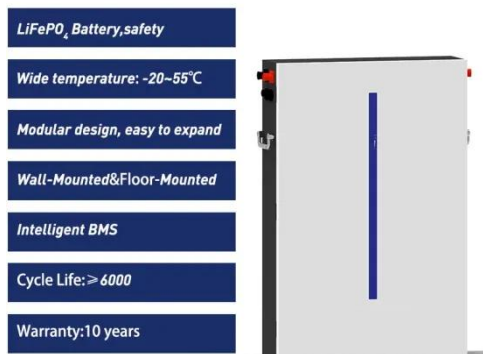 LiFePO₄ Battery,safety
Wide temperature: -20~55℃
Modular design, easy to expand
Wall-Mounted&Floor-Mounted
Intelligent BMS
Cycle Life:≥6000
Warranty:10 years